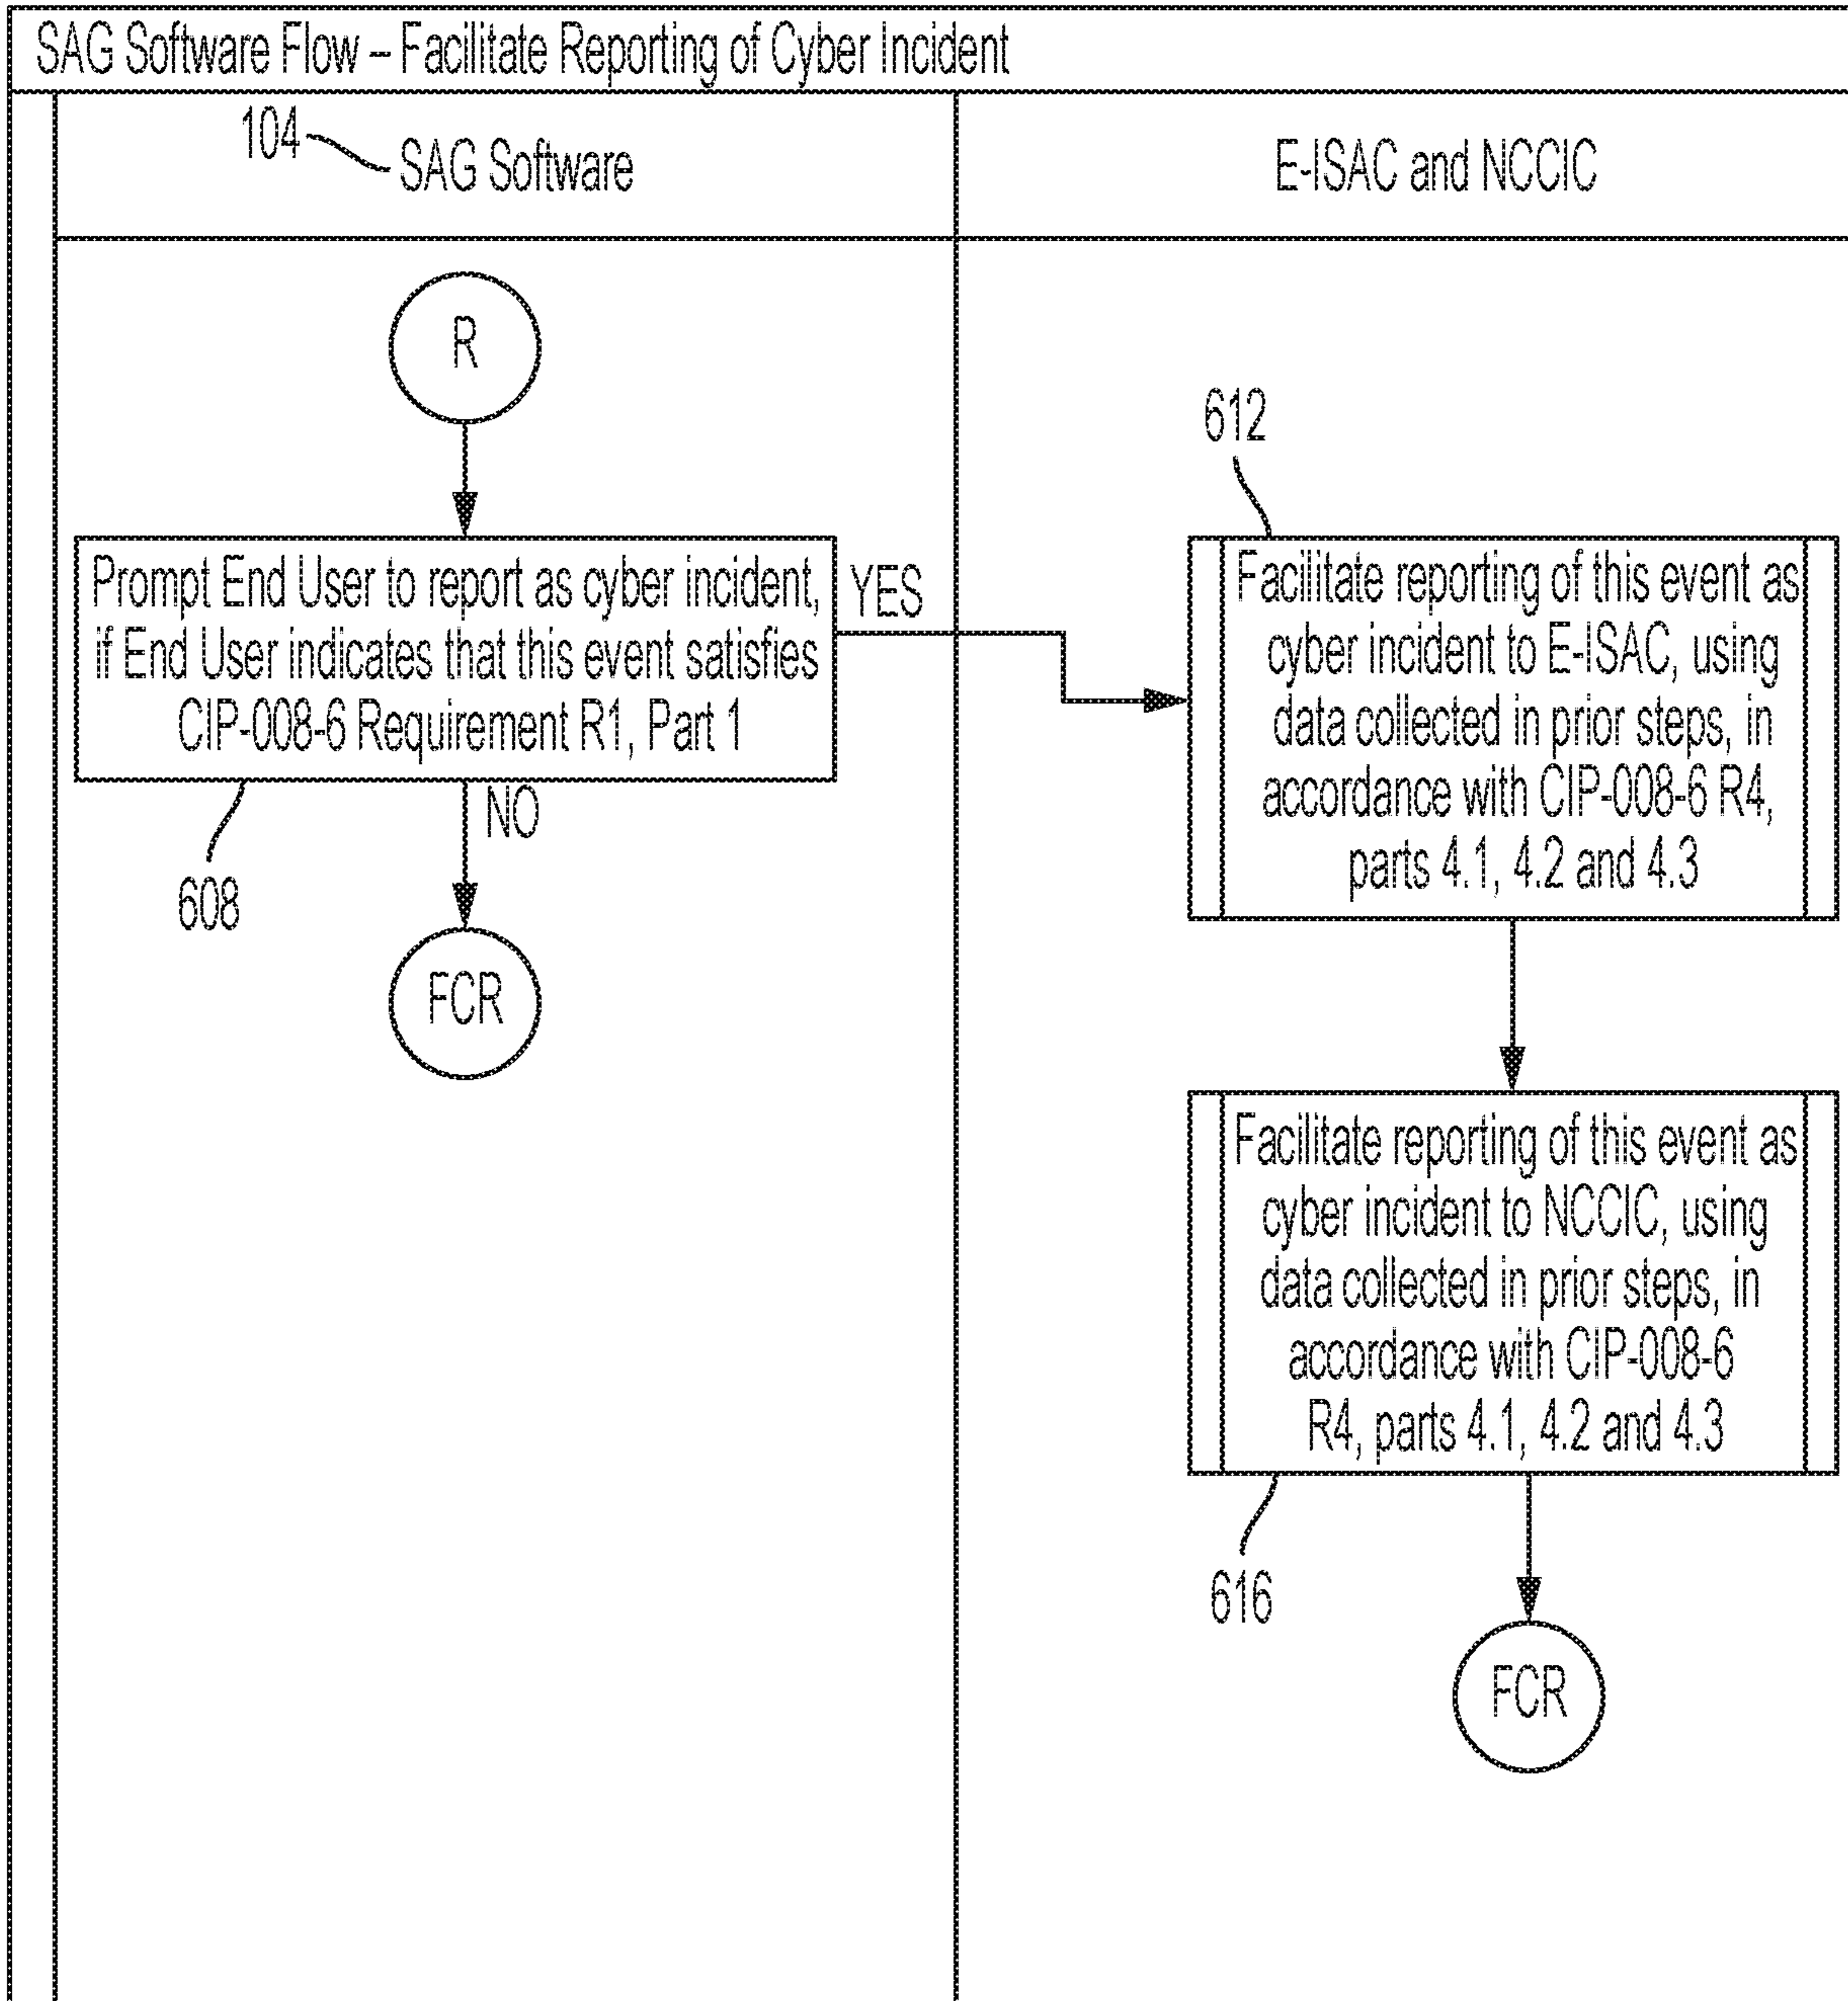 SAG Software Flow – Facilitate Reporting of Cyber Incident
104
SAG Software
E-ISAC and NCCIC
R
Prompt End User to report as cyber incident,
if End User indicates that this event satisfies
CIP-008-6 Requirement R1, Part 1
YES
NO
608
FCR
612
Facilitate reporting of this event as
cyber incident to E-ISAC, using
data collected in prior steps, in
accordance with CIP-008-6 R4,
parts 4.1, 4.2 and 4.3
Facilitate reporting of this event as
cyber incident to NCCIC, using
data collected in prior steps, in
accordance with CIP-008-6
R4, parts 4.1, 4.2 and 4.3
616
FCR